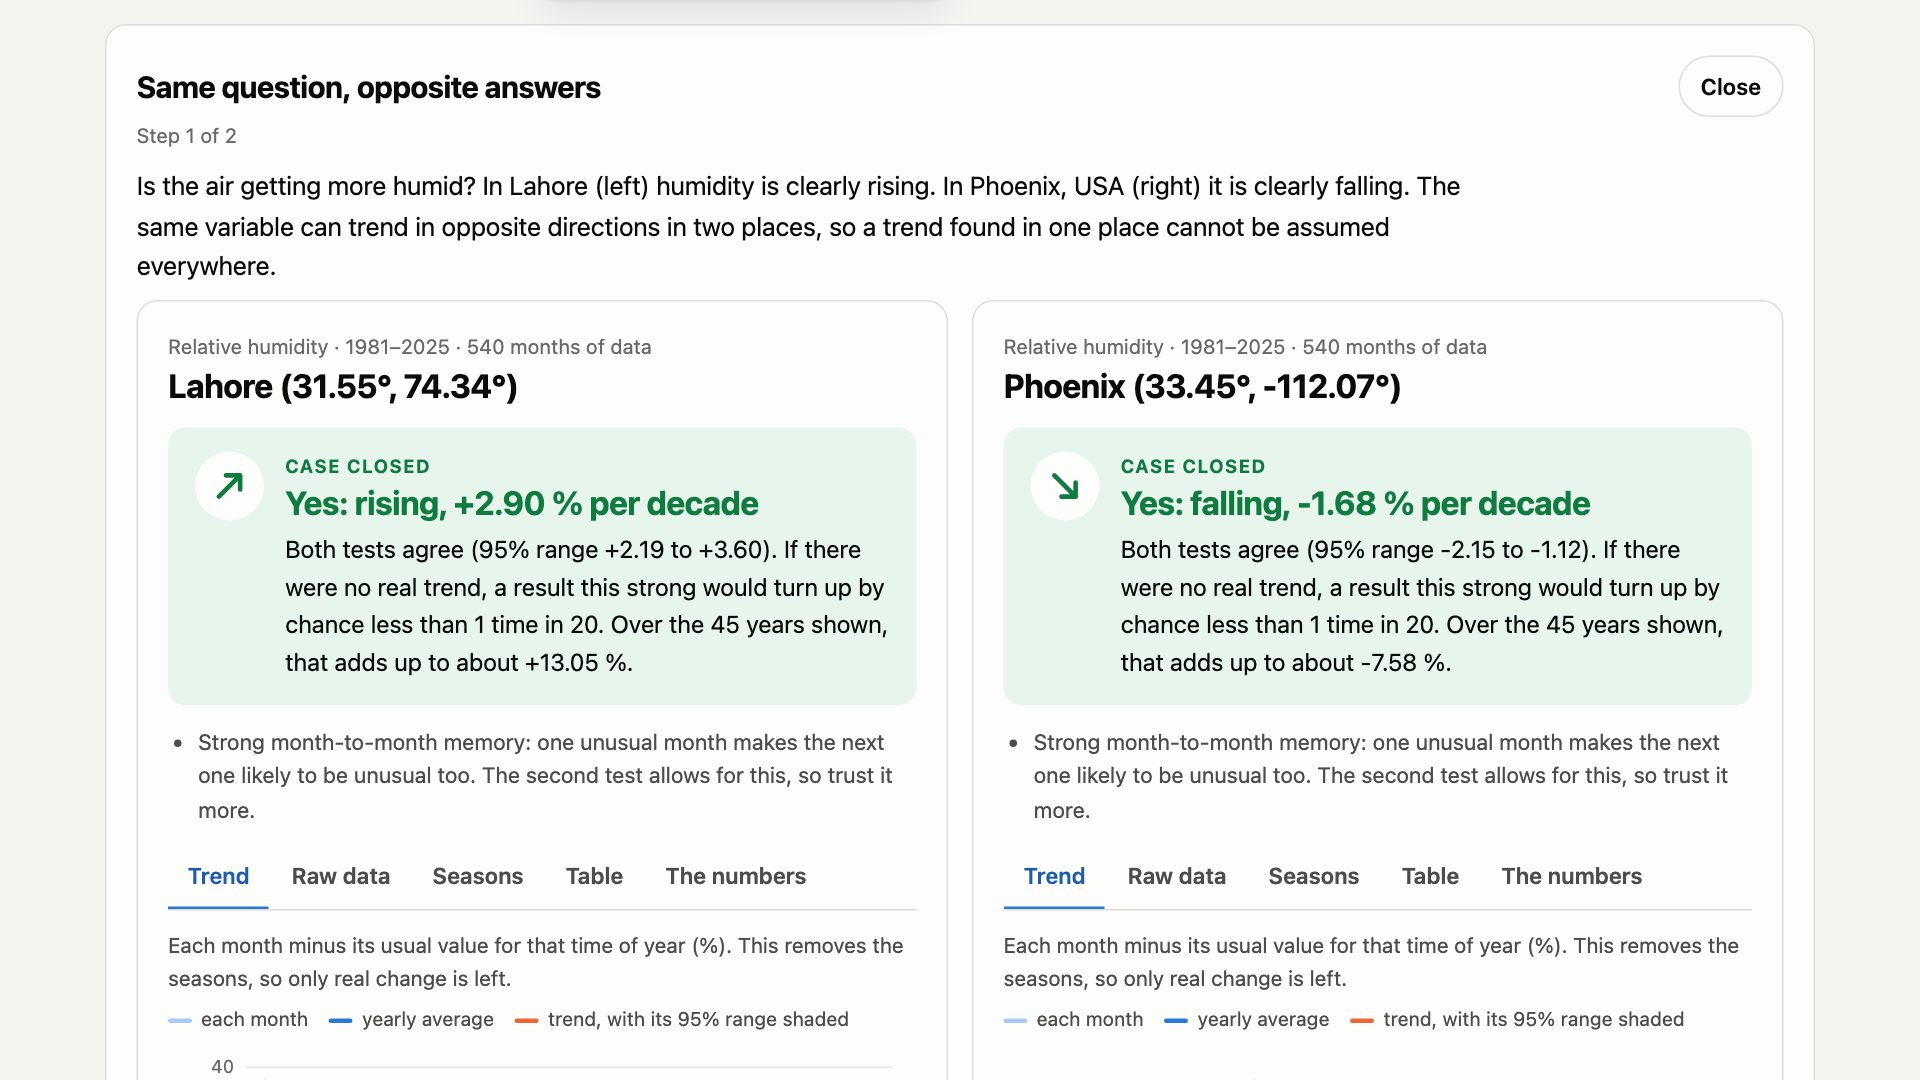 Same question, opposite answers
Close
Step 1 of 2
Is the air getting more humid? In Lahore (left) humidity is clearly rising. In Phoenix, USA (right) it is clearly falling. The
same variable can trend in opposite directions in two places, so a trend found in one place cannot be assumed
everywhere.
Relative humidity · 1981–2025 · 540 months of data
Lahore (31.55°, 74.34°)
CASE CLOSED
Yes: rising, +2.90 % per decade
Both tests agree (95% range +2.19 to +3.60). If there
were no real trend, a result this strong would turn up by
chance less than 1 time in 20. Over the 45 years shown,
that adds up to about +13.05 %.
• Strong month-to-month memory: one unusual month makes the next
one likely to be unusual too. The second test allows for this, so trust it
more.
Trend Raw data Seasons Table The numbers
Each month minus its usual value for that time of year (%). This removes the
seasons, so only real change is left.
each month yearly average trend, with its 95% range shaded
40
Relative humidity · 1981–2025 · 540 months of data
Phoenix (33.45°, -112.07°)
CASE CLOSED
Yes: falling, -1.68 % per decade
Both tests agree (95% range -2.15 to -1.12). If there
were no real trend, a result this strong would turn up by
chance less than 1 time in 20. Over the 45 years shown,
that adds up to about -7.58 %.
• Strong month-to-month memory: one unusual month makes the next
one likely to be unusual too. The second test allows for this, so trust it
more.
Trend Raw data Seasons Table The numbers
Each month minus its usual value for that time of year (%). This removes the
seasons, so only real change is left.
each month yearly average trend, with its 95% range shaded